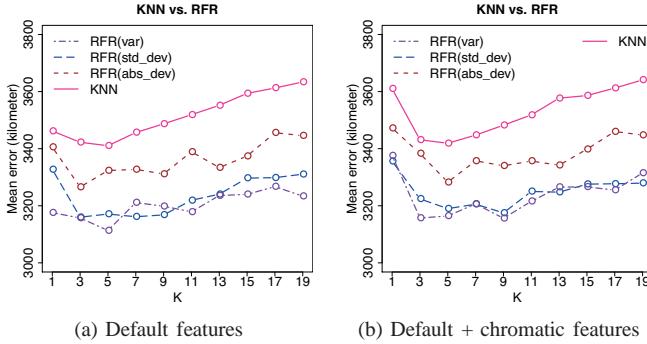 KNN vs. RFR
Mean error (kilometer)
3800
3600
3400
3200
3000
RFR(var)
RFR(std_dev)
RFR(abs_dev)
KNN
1 3 5 7 9 11 13 15 17 19
K
(a) Default features
KNN vs. RFR
Mean error (kilometer)
3800
3600
3400
3200
3000
RFR(var)
RFR(std_dev)
RFR(abs_dev)
KNN
1 3 5 7 9 11 13 15 17 19
K
(b) Default + chromatic features